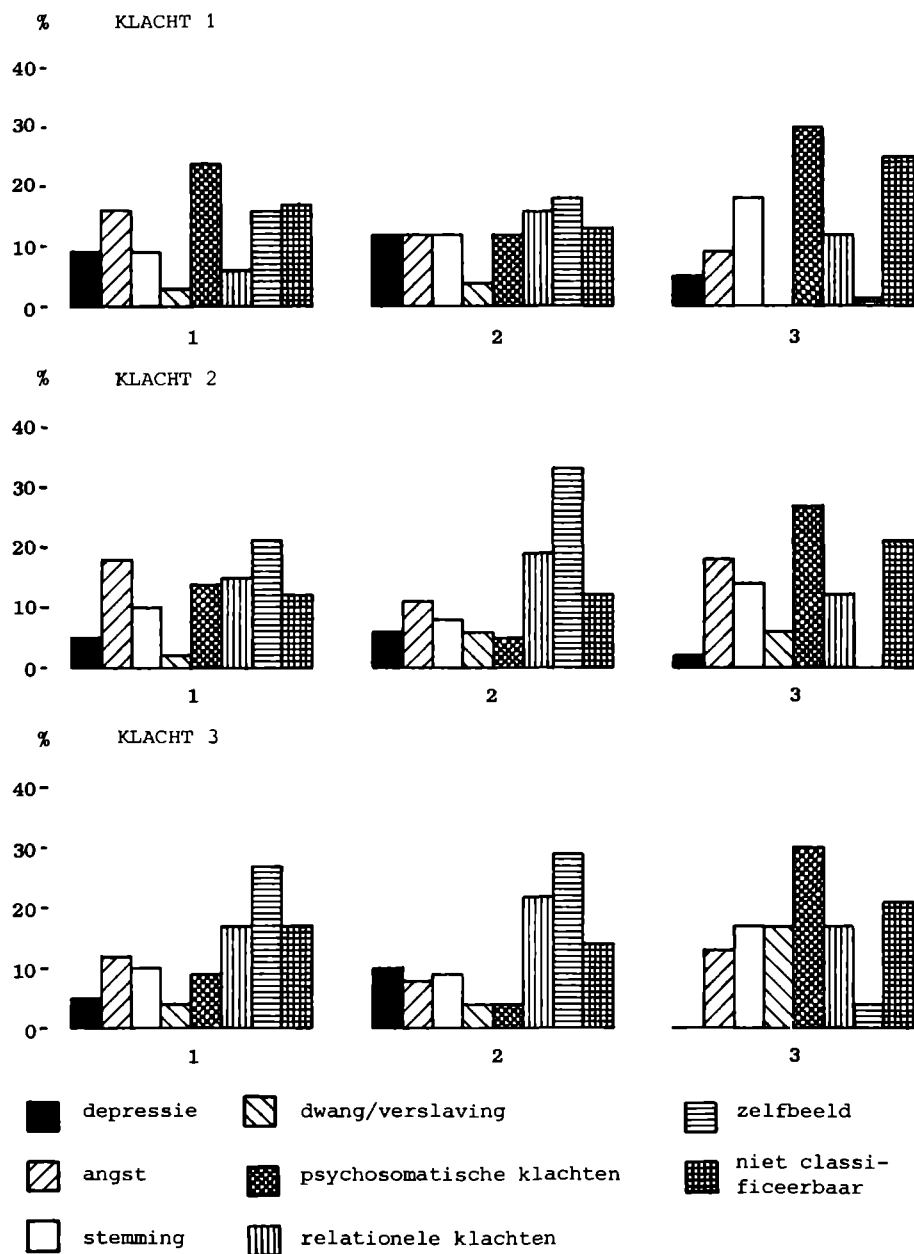 % KLACHT 1
40-
30-
20-
10-
0-
1 2 3
% KLACHT 2
40-
30-
20-
10-
0-
1 2 3
% KLACHT 3
40-
30-
20-
10-
0-
1 2 3
depressie dwang/verslaving zelfbeeld
angst psychosomatische klachten niet classi-
ficeerbaar
stemming relationele klachten